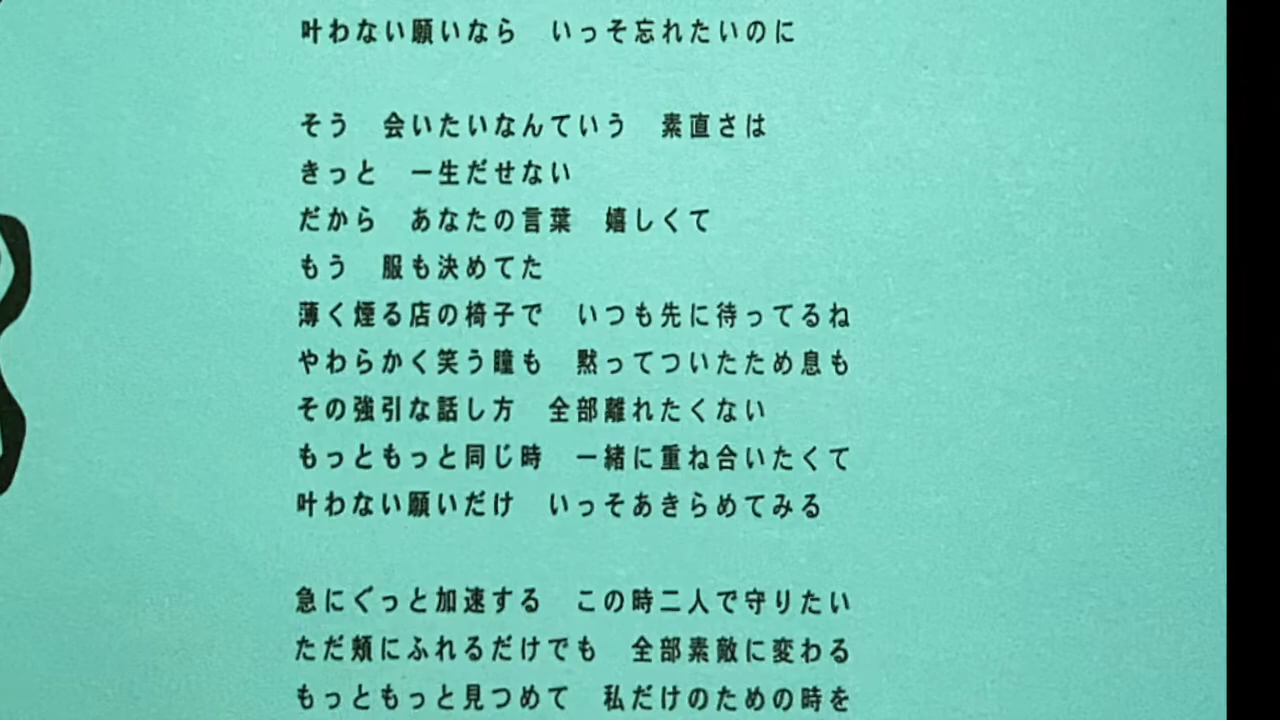 叶わない願いなら　いっそ忘れたいのに
そう　会いたいなんていう　素直さは
きっと　一生だせない
だから　あなたの言葉　嬉しくて
もう　服も決めてた
薄く煙る店の椅子で　いつも先に待ってるね
やわらかく笑う瞳も　黙ってついたため息も
その強引な話し方　全部離れたくない
もっともっと同じ時　一緒に重ね合いたくて
叶わない願いだけ　いっそあきらめてみる
急にぐっと加速する　この時二人で守りたい
ただ頬にふれるだけでも　全部素敵に変わる
もっともっと見つめて　私だけのための時を